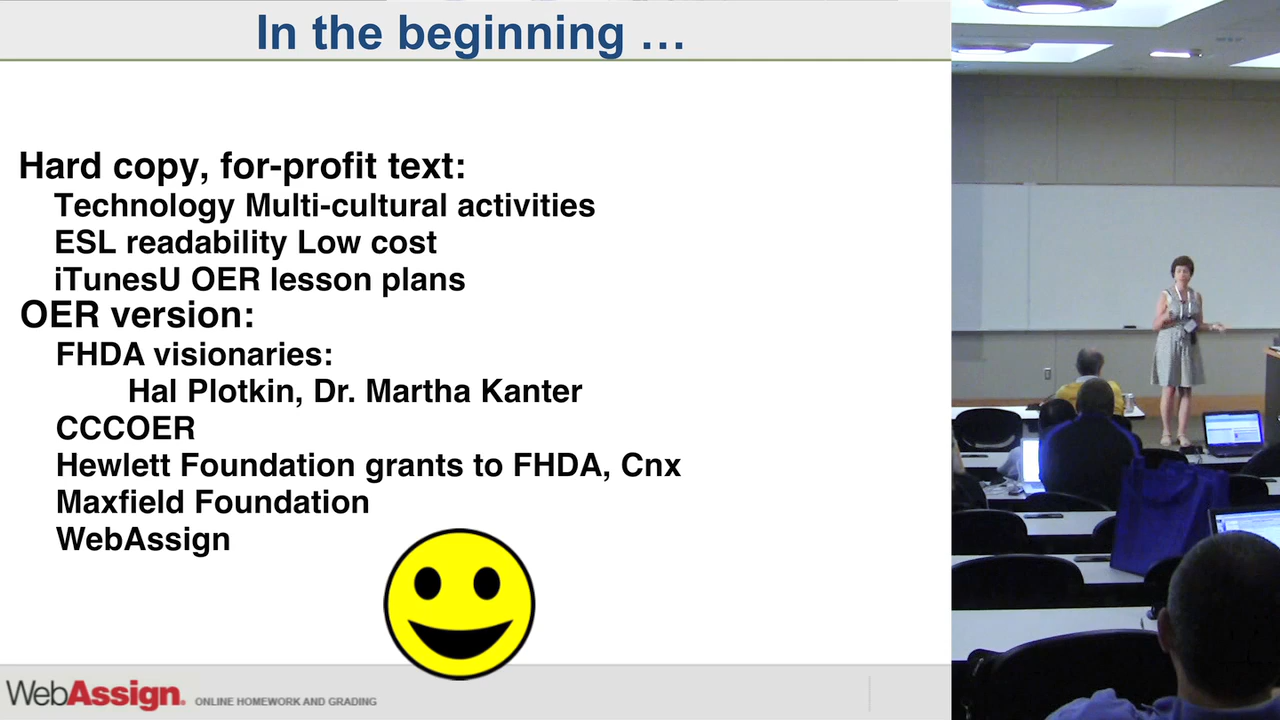 In the beginning …
Hard copy, for-profit text:
Technology Multi-cultural activities
ESL readability Low cost
iTunesU OER lesson plans
OER version:
FHDA visionaries:
Hal Plotkin, Dr. Martha Kanter
CCCOER
Hewlett Foundation grants to FHDA, Cnx
Maxfield Foundation
WebAssign
WebAssign. ONLINE HOMEWORK AND GRADING